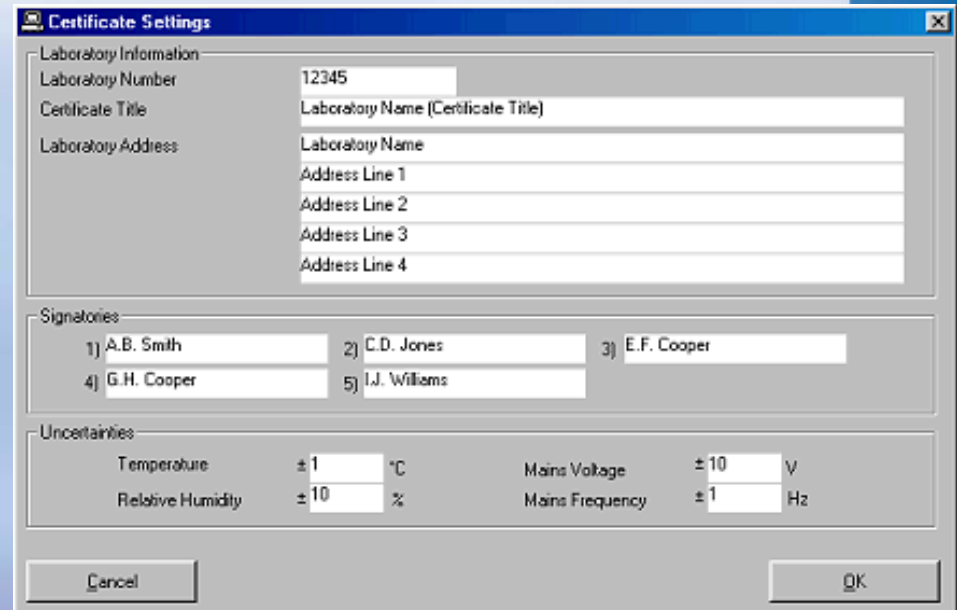 Certificate Settings
Laboratory Information
Laboratory Number 12345
Certificate Title Laboratory Name (Certificate Title)
Laboratory Address Laboratory Name
Address Line 1
Address Line 2
Address Line 3
Address Line 4
Signatories
1) A.B. Smith 2) C.D. Jones 3) E.F. Cooper
4) G.H. Cooper 5) I.J. Williams
Uncertainties
Temperature ± 1 °C Mains Voltage ± 10 V
Relative Humidity ± 10 % Mains Frequency ± 1 Hz
Cancel OK